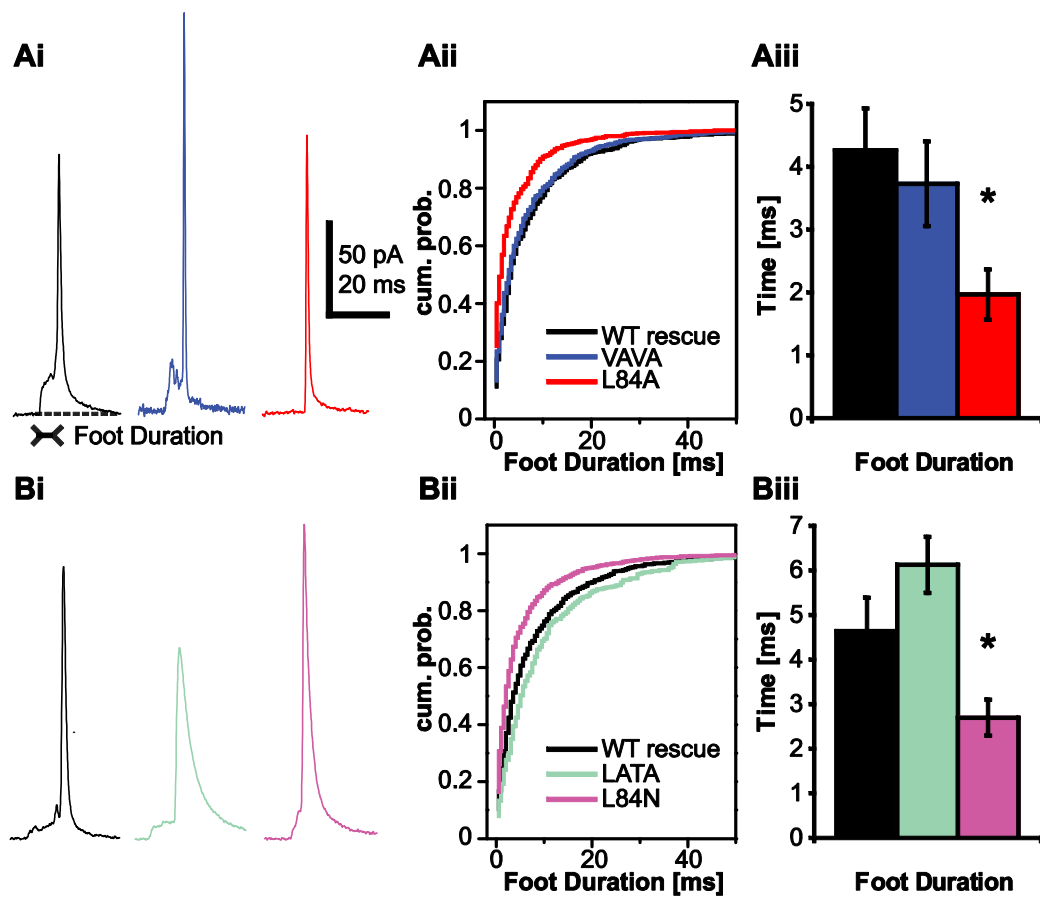 Ai
50 pA
20 ms
Foot Duration
Aii
cum. prob.
1
0.8
0.6
0.4
0.2
0
WT rescue
VAVA
L84A
0
20
40
Foot Duration [ms]
Aiii
Time [ms]
5
4
3
2
1
0
*
Foot Duration
Bi
Bii
cum. prob.
1
0.8
0.6
0.4
0.2
0
WT rescue
LATA
L84N
0
20
40
Foot Duration [ms]
Biii
Time [ms]
7
6
5
4
3
2
1
0
*
Foot Duration